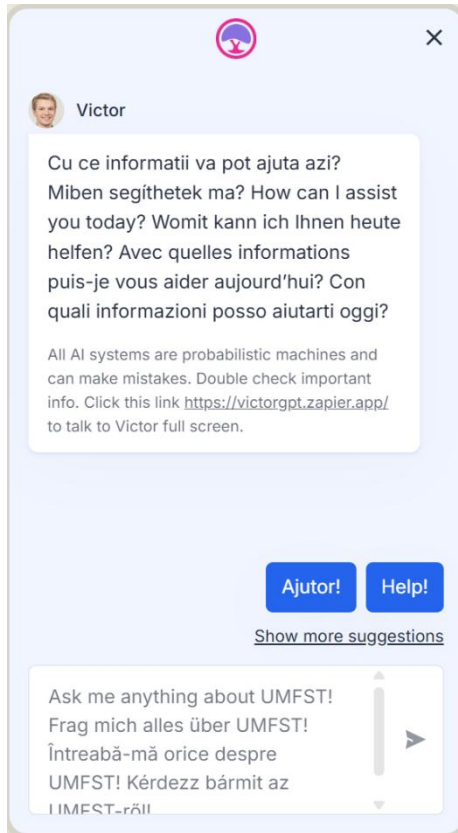 Victor
Cu ce informatii va pot ajuta azi?
Miben segíthetek ma? How can I assist
you today? Womit kann ich Ihnen heute
helfen? Avec quelles informations
puis-je vous aider aujourd’hui? Con
quali informazioni posso aiutarti oggi?
All AI systems are probabilistic machines and
can make mistakes. Double check important
info. Click this link https://victorgpt.zapier.app/
to talk to Victor full screen.
Ajutor! Help!
Show more suggestions
Ask me anything about UMFST!
Frag mich alles über UMFST!
Întreabă-mă orice despre
UMFST! Kérdezz bármit az
UMFST-ről!